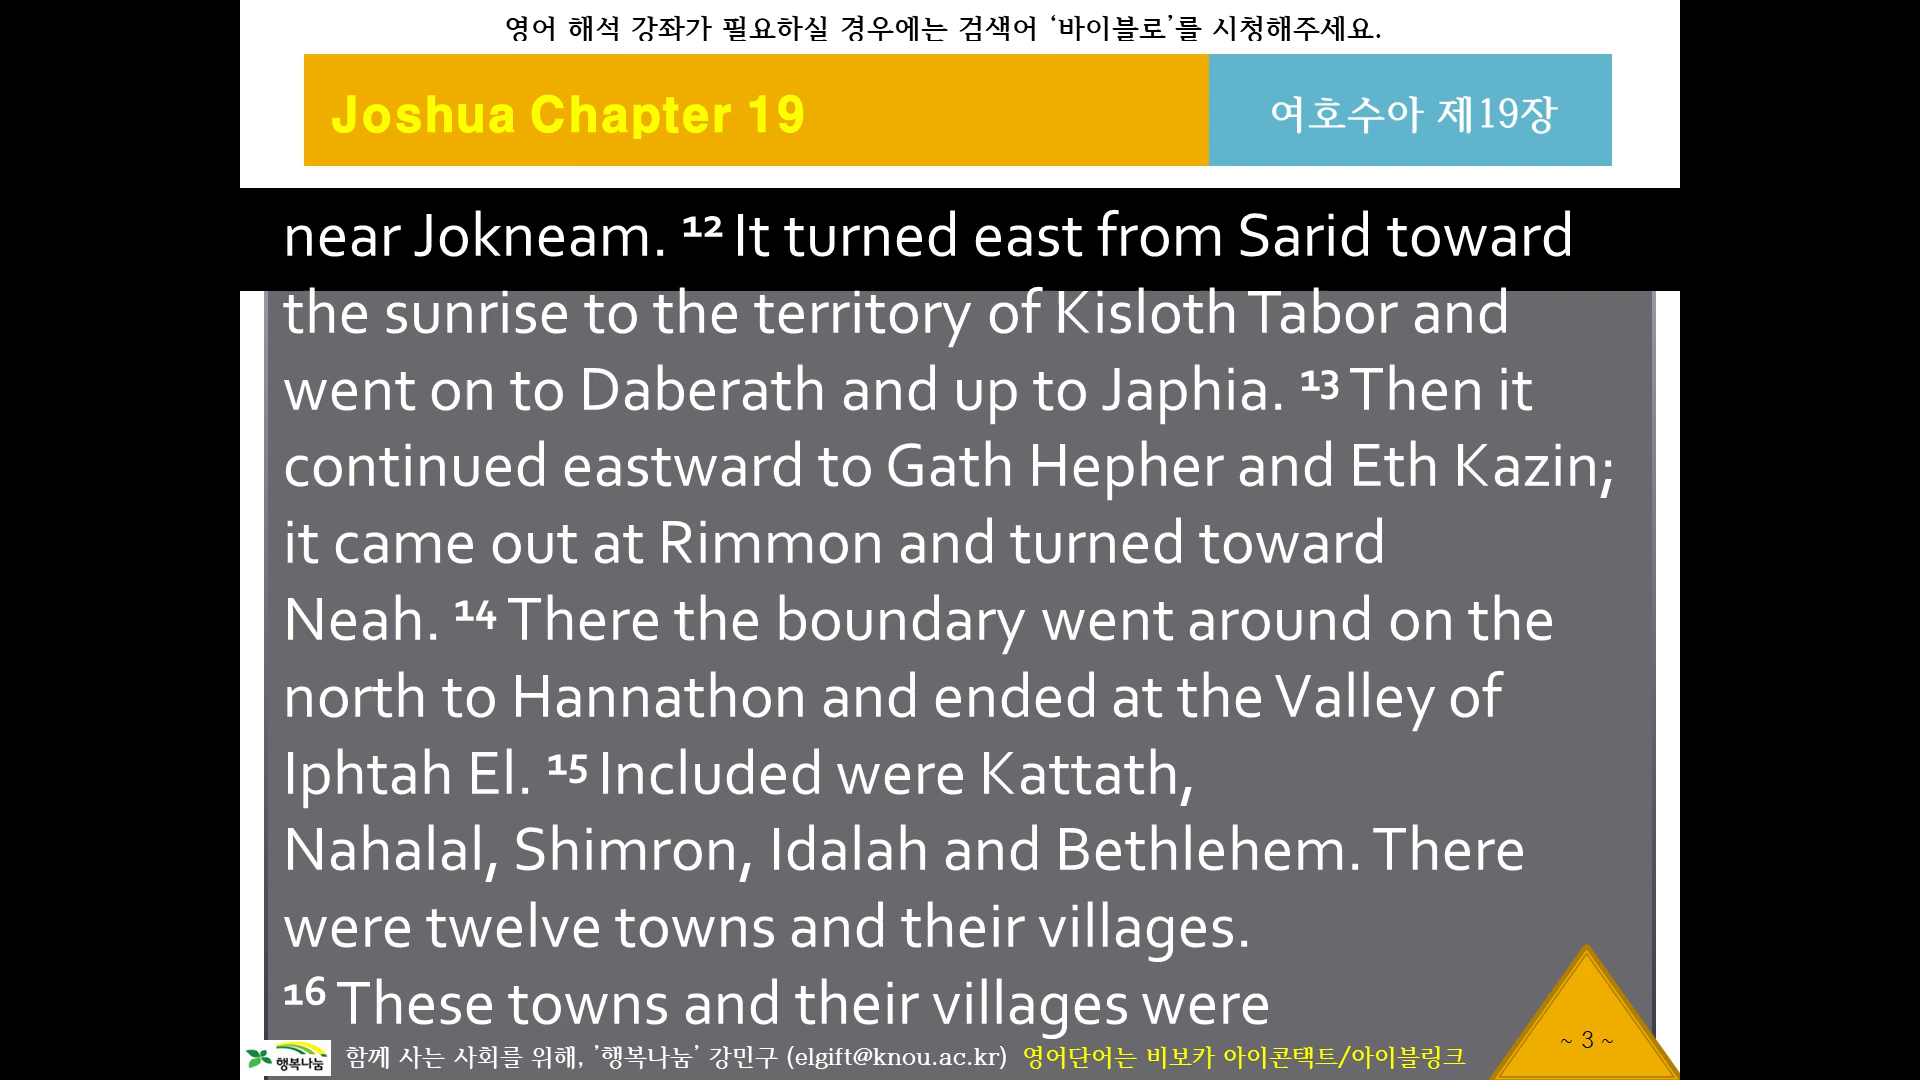 영어 해석 강좌가 필요하실 경우에는 검색어 ‘바이블로’를 시청해주세요.
Joshua Chapter 19
여호수아 제19장
near Jokneam. 12 It turned east from Sarid toward
the sunrise to the territory of Kisloth Tabor and
went on to Daberath and up to Japhia. 13 Then it
continued eastward to Gath Hepher and Eth Kazin;
it came out at Rimmon and turned toward
Neah. 14 There the boundary went around on the
north to Hannathon and ended at the Valley of
Iphtah El. 15 Included were Kattath,
Nahalal, Shimron, Idalah and Bethlehem. There
were twelve towns and their villages.
16 These towns and their villages were
~ 3 ~
행복나눔
함께 사는 사회를 위해, ’행복나눔’ 강민구 (elgift@knou.ac.kr) 영어단어는 비보카 아이콘택트/아이블링크